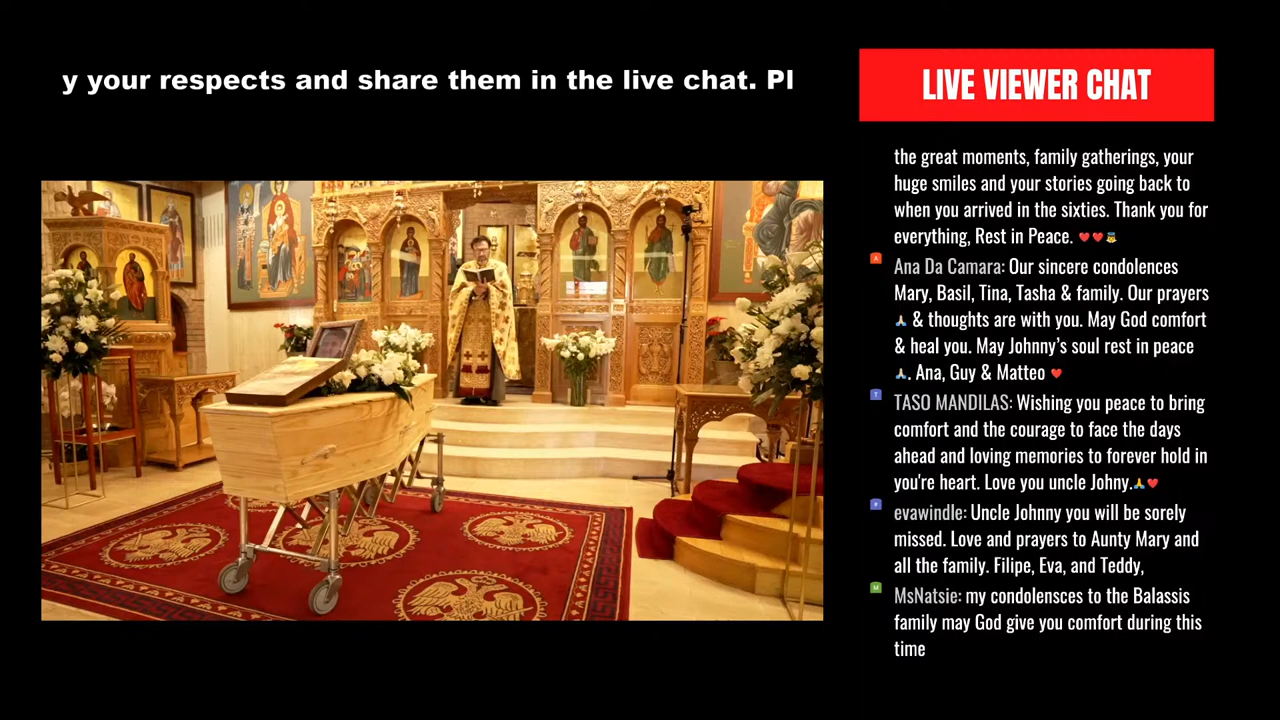 y your respects and share them in the live chat. Pl
LIVE VIEWER CHAT
the great moments, family gatherings, your
huge smiles and your stories going back to
when you arrived in the sixties. Thank you for
everything, Rest in Peace. ❤️❤️👼
A
Ana Da Camara: Our sincere condolences
Mary, Basil, Tina, Tasha & family. Our prayers
🙏 & thoughts are with you. May God comfort
& heal you. May Johnny’s soul rest in peace
🙏. Ana, Guy & Matteo ❤️
T
TASO MANDILAS: Wishing you peace to bring
comfort and the courage to face the days
ahead and loving memories to forever hold in
you're heart. Love you uncle Johny.🙏❤️
e
evawindle: Uncle Johnny you will be sorely
missed. Love and prayers to Aunty Mary and
all the family. Filipe, Eva, and Teddy,
M
MsNatsie: my condolensces to the Balassis
family may God give you comfort during this
time